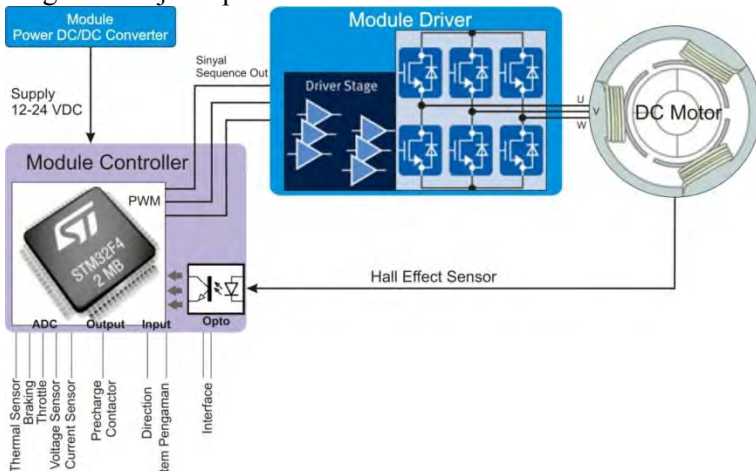 Module
Power DC/DC Converter
Supply
12-24 VDC
Sinyal
Sequence Out
Module Driver
Driver Stage
U
V
W
DC Motor
Module Controller
PWM
ST
STM32F4
2 MB
Hall Effect Sensor
ADC
Output
Input
Opto
Thermal Sensor
Braking
Throttle
Voltage Sensor
Current Sensor
Precharge
Contactor
Direction
tem Pengaman
Interface